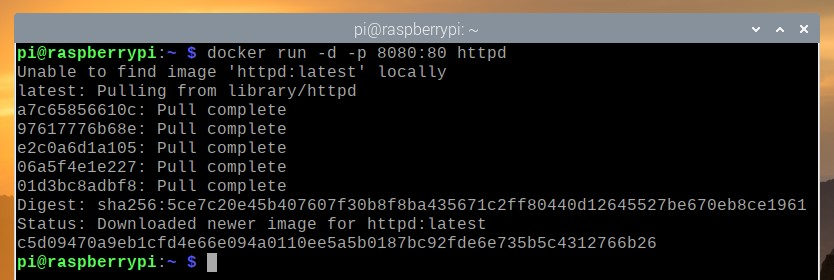 pi@raspberrypi: ~
pi@raspberrypi:~ $ docker run -d -p 8080:80 httpd
Unable to find image 'httpd:latest' locally
latest: Pulling from library/httpd
a7c65856610c: Pull complete
97617776b68e: Pull complete
e2c0a6d1a105: Pull complete
06a5f4e1e227: Pull complete
01d3bc8adbf8: Pull complete
Digest: sha256:5ce7c20e45b407607f30b8f8ba435671c2ff80440d12645527be670eb8ce1961
Status: Downloaded newer image for httpd:latest
c5d09470a9eb1cfd4e66e094a0110ee5a5b0187bc92fde6e735b5c4312766b26
pi@raspberrypi:~ $